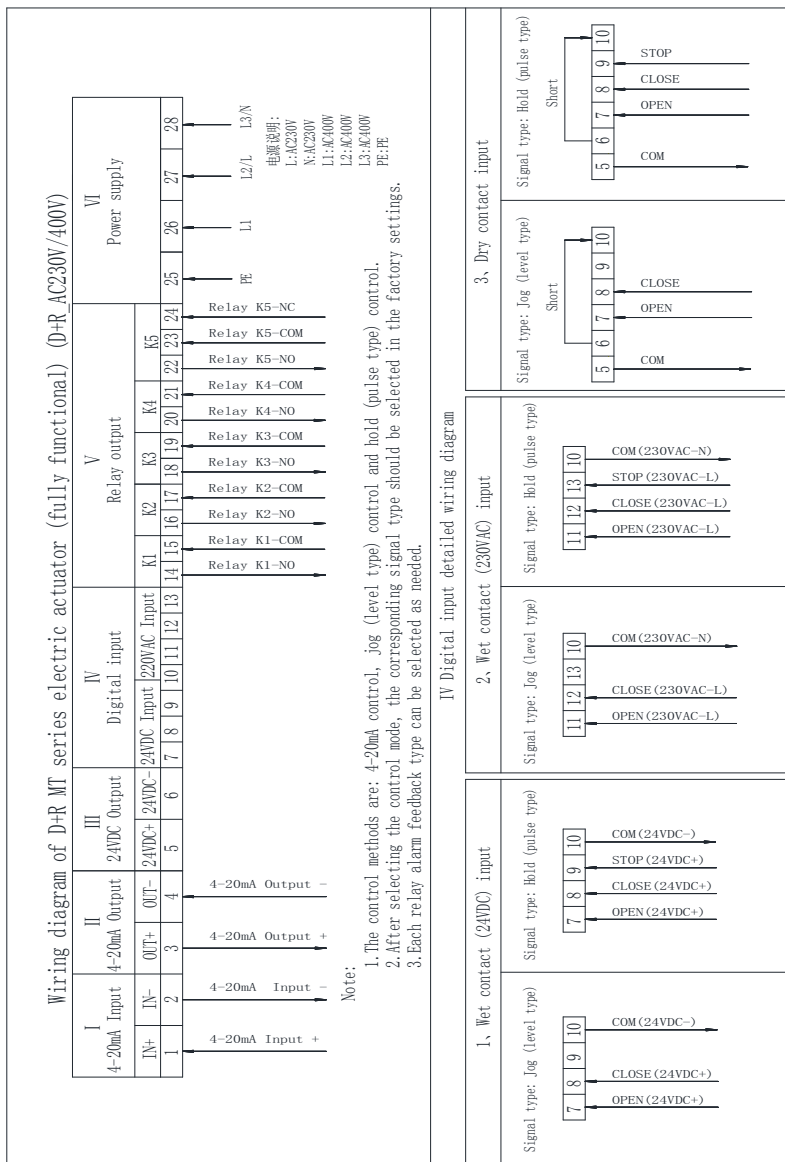 Wiring diagram of D+R MT series electric actuator (fully functional) (D+R_AC230V/400V)
I II III IV V VI
4-20mA Input 4-20mA Output 24VDC Output Digital input Relay output Power supply
IN+ IN- OUT+ OUT- 24VDC+ 24VDC- 24VDC Input 220VAC Input K1 K2 K3 K4 K5
1 2 3 4 5 6 7 8 9 10 11 12 13 14 15 16 17 18 19 20 21 22 23 24 25 26 27 28
4-20mA Input +
4-20mA Input -
4-20mA Output +
4-20mA Output -
Relay K1-NO
Relay K1-COM
Relay K2-NO
Relay K2-COM
Relay K3-NO
Relay K3-COM
Relay K4-NO
Relay K4-COM
Relay K5-NO
Relay K5-COM
Relay K5-NC
PE L1 L2/L L3/N
电源说明:
L:AC230V
N:AC230V
L1:AC400V
L2:AC400V
L3:AC400V
PE:PE
Note:
1.The control methods are: 4-20mA control, jog (level type) control and hold (pulse type) control.
2.After selecting the control mode, the corresponding signal type should be selected in the factory settings.
3.Each relay alarm feedback type can be selected as needed.
IV Digital input detailed wiring diagram
1、Wet contact (24VDC) input
Signal type: Jog (level type)
7 8 9 10
OPEN(24VDC+)
CLOSE(24VDC+)
COM(24VDC-)
Signal type: Hold (pulse type)
7 8 9 10
OPEN(24VDC+)
CLOSE(24VDC+)
STOP(24VDC+)
COM(24VDC-)
2、Wet contact (230VAC) input
Signal type: Jog (level type)
11 12 13 10
OPEN(230VAC-L)
CLOSE(230VAC-L)
COM(230VAC-N)
Signal type: Hold (pulse type)
11 12 13 10
OPEN(230VAC-L)
CLOSE(230VAC-L)
STOP(230VAC-L)
COM(230VAC-N)
3、Dry contact input
Signal type: Jog (level type)
Short
5 6 7 8 9 10
COM
OPEN
CLOSE
Signal type: Hold (pulse type)
Short
5 6 7 8 9 10
COM
OPEN
CLOSE
STOP